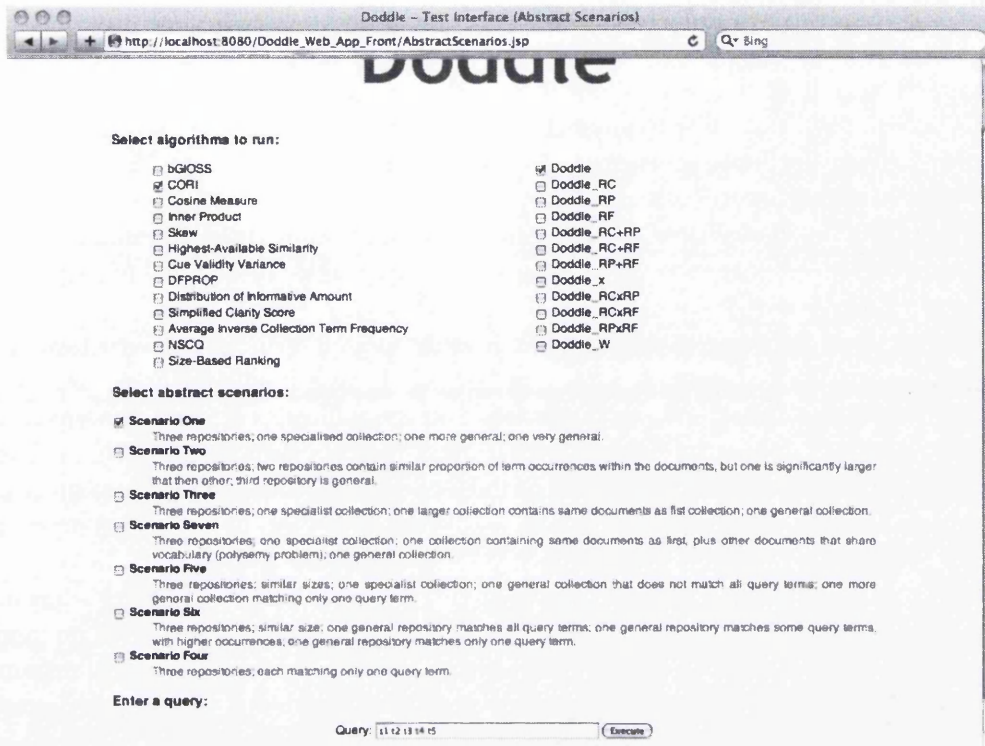 Doddle – Test Interface (Abstract Scenarios)
http://localhost:8080/Doddle_Web_App_Front/AbstractScenarios.jsp
Bing
Doddle
Select algorithms to run:
bGlOSS
CORI
Cosine Measure
Inner Product
Skew
Highest-Available Similarity
Cue Validity Variance
DFPROP
Distribution of Informative Amount
Simplified Clarity Score
Average Inverse Collection Term Frequency
NSCQ
Size-Based Ranking
Doddle
Doddle_RC
Doddle_RP
Doddle_RF
Doddle_RC+RP
Doddle_RC+RF
Doddle_RP+RF
Doddle_x
Doddle_RCxRP
Doddle_RCxRF
Doddle_RPxRF
Doddle_W
Select abstract scenarios:
Scenario One
Three repositories; one specialised collection; one more general; one very general.
Scenario Two
Three repositories; two repositories contain similar proportion of term occurrences within the documents, but one is significantly larger
that then other; third repository is general.
Scenario Three
Three repositories; one specialist collection; one larger collection contains same documents as fist collection; one general collection.
Scenario Seven
Three repositories; one specialist collection; one collection containing same documents as first, plus other documents that share
vocabulary (polysemy problem); one general collection.
Scenario Five
Three repositories; similar sizes; one specialist collection; one general collection that does not match all query terms; one more
general collection matching only one query term.
Scenario Six
Three repositories; similar size; one general repository matches all query terms; one general repository matches some query terms,
with higher occurrences; one general repository matches only one query term.
Scenario Four
Three repositories; each matching only one query term.
Enter a query:
Query: t1 t2 t3 t4 t5 Execute